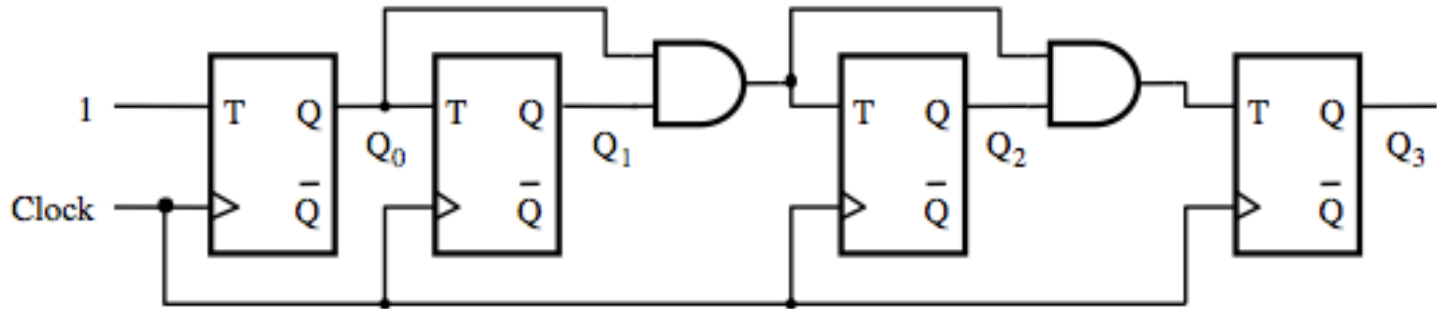 1 T Q T Q T Q T Q
Q₀ Q₁ Q₂ Q₃
Clock Q̅ Q̅ Q̅ Q̅